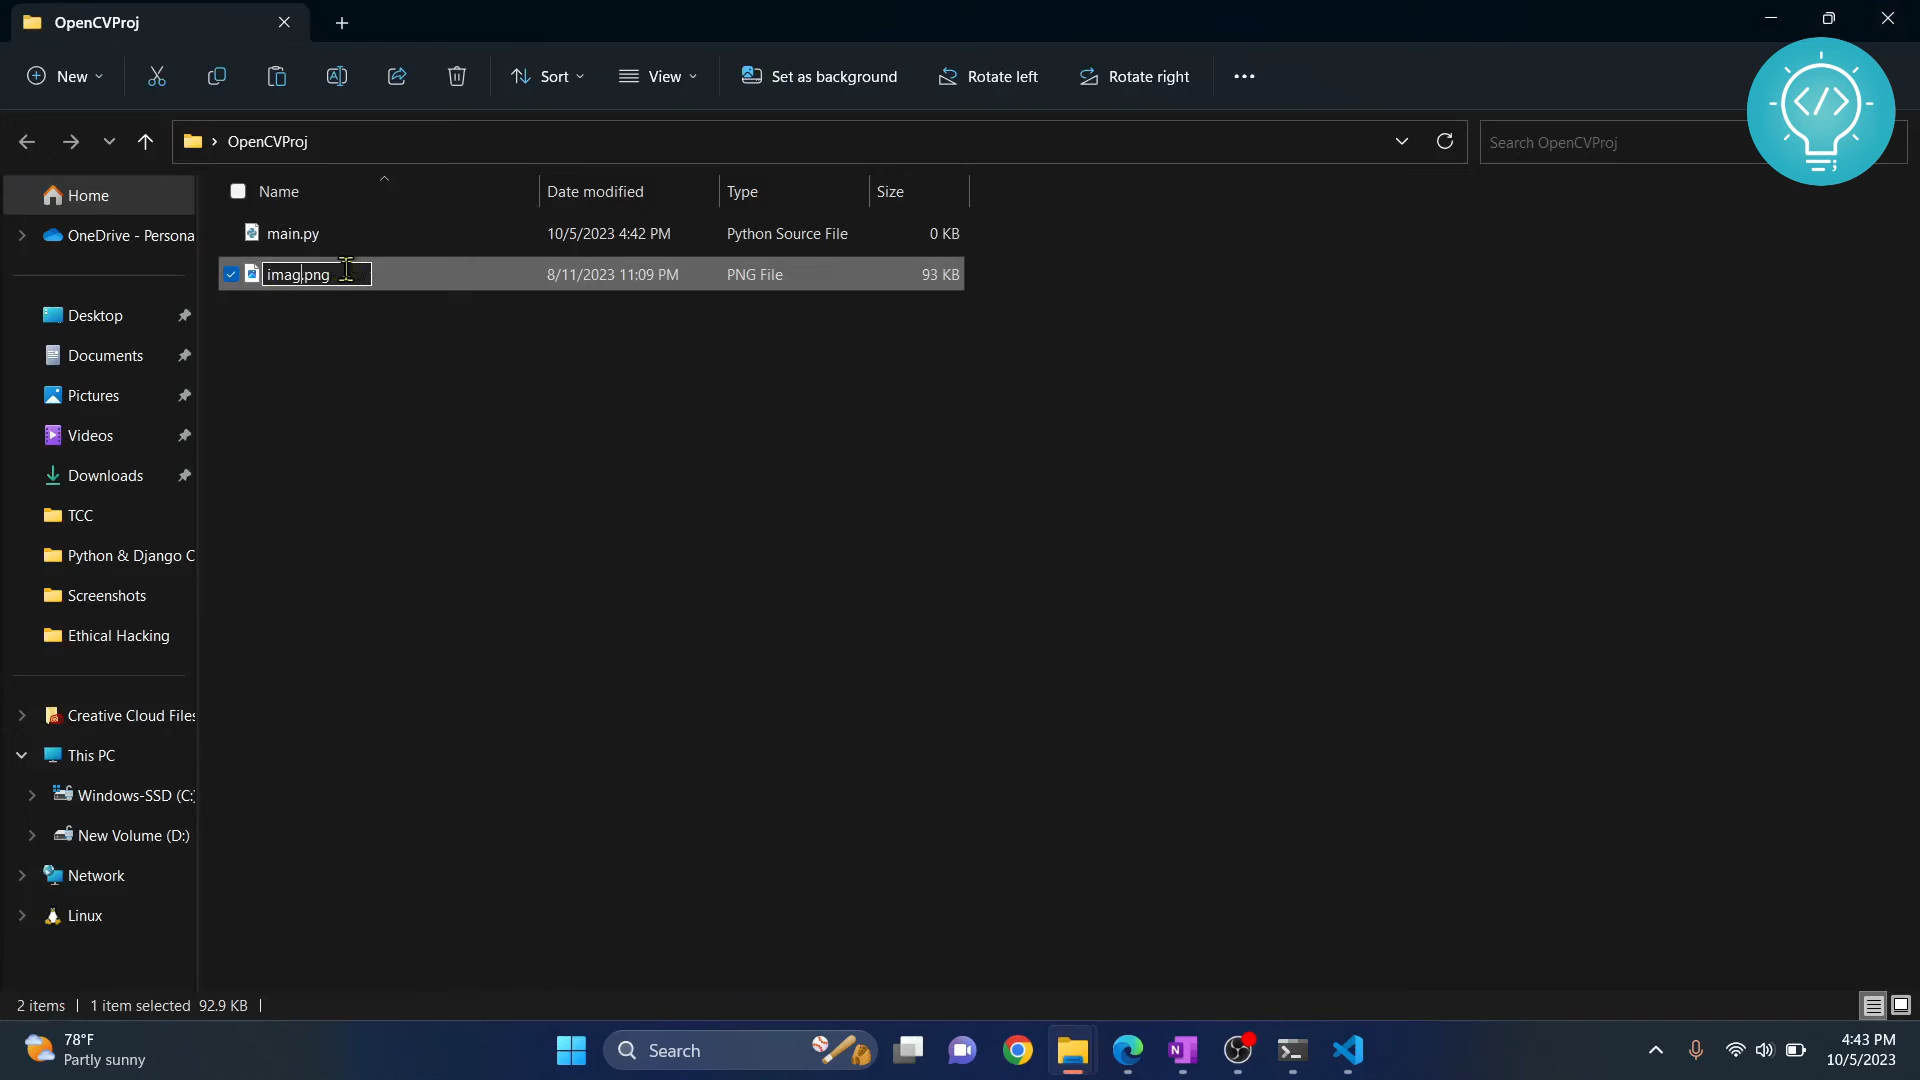 OpenCVProj
New
Sort
View
Set as background
Rotate left
Rotate right
OpenCVProj
Search OpenCVProj
Name
Date modified
Type
Size
main.py
10/5/2023 4:42 PM
Python Source File
0 KB
imag.png
8/11/2023 11:09 PM
PNG File
93 KB
Home
OneDrive - Persona
Desktop
Documents
Pictures
Videos
Downloads
TCC
Python & Django C
Screenshots
Ethical Hacking
Creative Cloud Files
This PC
Windows-SSD (C:)
New Volume (D:)
Network
Linux
2 items
1 item selected 92.9 KB
78°F
Partly sunny
Search
4:43 PM
10/5/2023